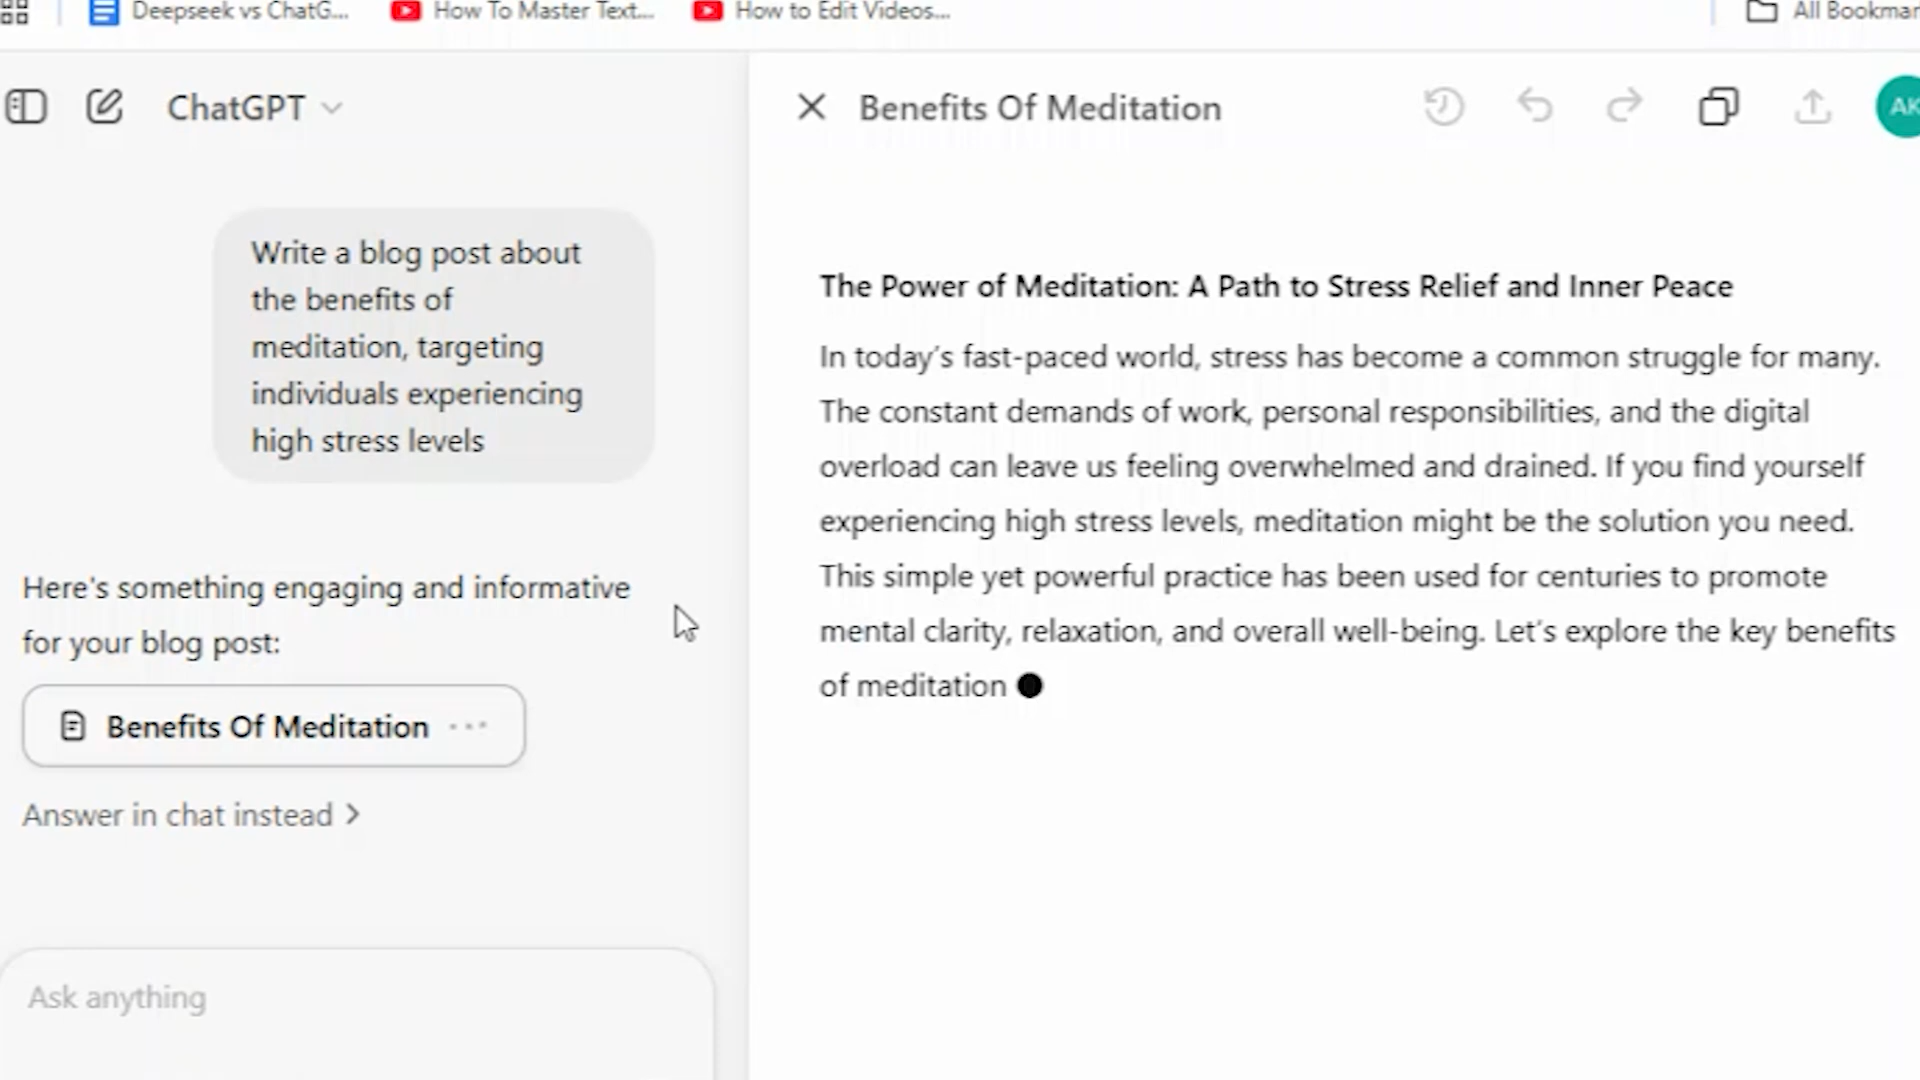 Deepseek vs ChatG...
How To Master Text...
How to Edit Videos...
All Bookmar
ChatGPT
Benefits Of Meditation
AK
Write a blog post about
the benefits of
meditation, targeting
individuals experiencing
high stress levels
Here's something engaging and informative
for your blog post:
Benefits Of Meditation
Answer in chat instead
Ask anything
The Power of Meditation: A Path to Stress Relief and Inner Peace
In today’s fast-paced world, stress has become a common struggle for many.
The constant demands of work, personal responsibilities, and the digital
overload can leave us feeling overwhelmed and drained. If you find yourself
experiencing high stress levels, meditation might be the solution you need.
This simple yet powerful practice has been used for centuries to promote
mental clarity, relaxation, and overall well-being. Let’s explore the key benefits
of meditation